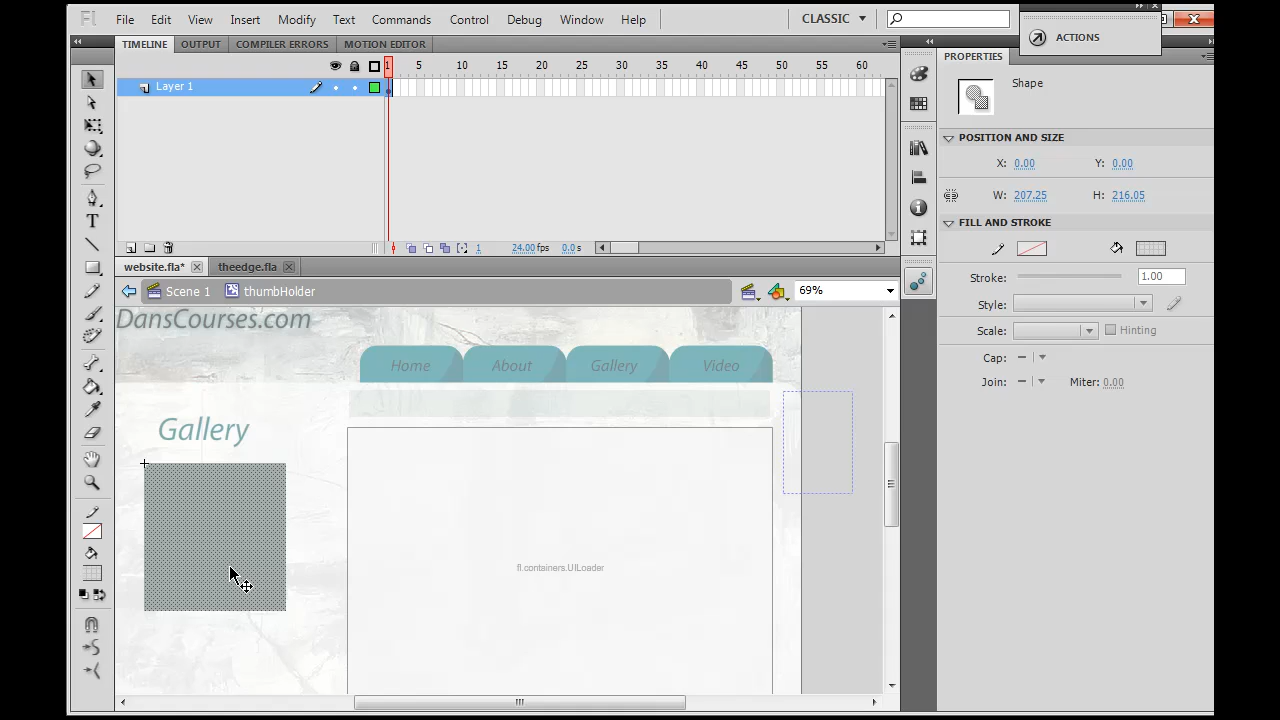 Fl File Edit View Insert Modify Text Commands Control Debug Window Help CLASSIC
ACTIONS
TIMELINE OUTPUT COMPILER ERRORS MOTION EDITOR
PROPERTIES
1 5 10 15 20 25 30 35 40 45 50 55 60
Layer 1
Shape
POSITION AND SIZE
X: 0.00 Y: 0.00
W: 207.25 H: 216.05
FILL AND STROKE
1 24.00 fps 0.0 s
website.fla* theedge.fla
Stroke: 1.00
Scene 1 thumbHolder 69%
Style:
DansCourses.com
Scale: Hinting
Cap:
Home About Gallery Video
Join: Miter: 0.00
Gallery
fl.containers.UILoader
T